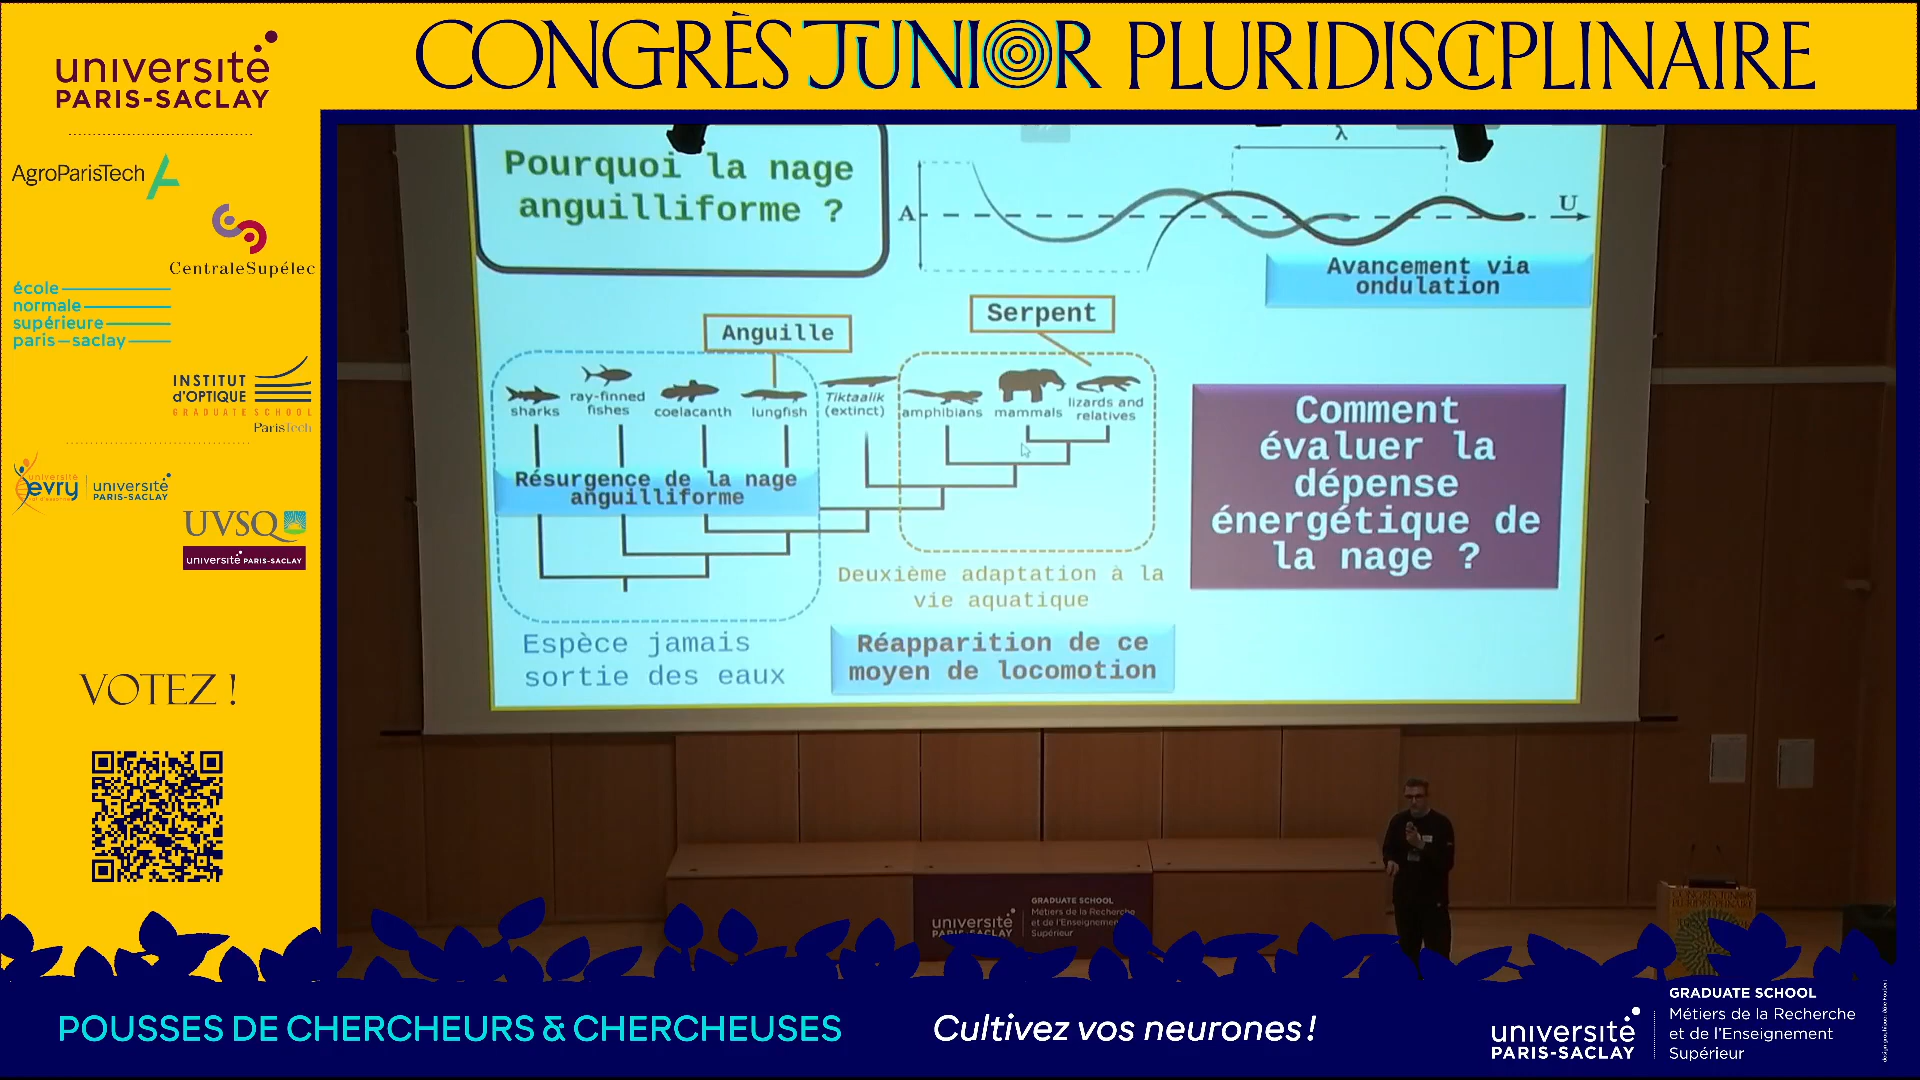 CONGRÈS JUNIOR PLURIDISCIPLINAIRE
université
PARIS-SACLAY
AgroParisTech
CentraleSupélec
école
normale
supérieure
paris-saclay
INSTITUT
d'OPTIQUE
GRADUATE SCHOOL
ParisTech
université
evry
université
PARIS-SACLAY
UVSQ
université PARIS-SACLAY
VOTEZ !
Pourquoi la nage
anguilliforme ?
λ
A
U
Avancement via
ondulation
Anguille
Serpent
sharks
ray-finned
fishes
coelacanth
lungfish
Tiktaalik
(extinct)
amphibians
mammals
lizards and
relatives
Résurgence de la nage
anguilliforme
Espèce jamais
sortie des eaux
Deuxième adaptation à la
vie aquatique
Réapparition de ce
moyen de locomotion
Comment
évaluer la
dépense
énergétique de
la nage ?
université
PARIS-SACLAY
GRADUATE SCHOOL
Métiers de la Recherche
et de l'Enseignement
Supérieur
CONGRÈS JUNIOR
PLURIDISCIPLINAIRE
POUSSES DE CHERCHEURS & CHERCHEUSES
Cultivez vos neurones !
université
PARIS-SACLAY
GRADUATE SCHOOL
Métiers de la Recherche
et de l'Enseignement
Supérieur